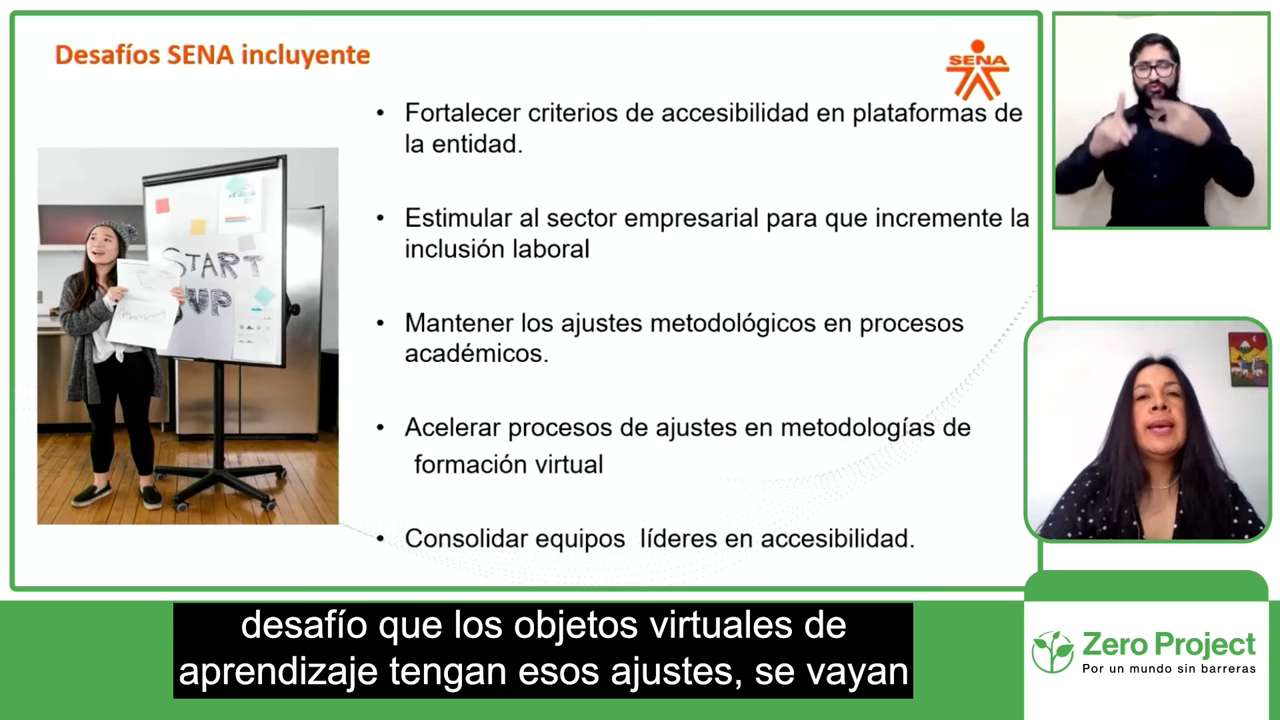 Desafíos SENA incluyente
SENA
• Fortalecer criterios de accesibilidad en plataformas de
la entidad.
• Estimular al sector empresarial para que incremente la
inclusión laboral
• Mantener los ajustes metodológicos en procesos
académicos.
• Acelerar procesos de ajustes en metodologías de
formación virtual
• Consolidar equipos líderes en accesibilidad.
START
UP
desafío que los objetos virtuales de
aprendizaje tengan esos ajustes, se vayan
Zero Project
Por un mundo sin barreras